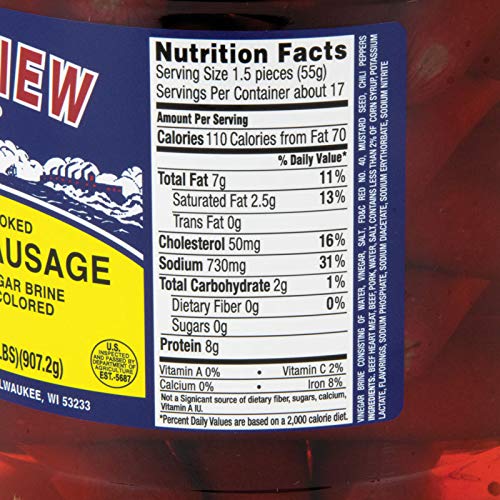 IEW
OKED
AUSAGE
GAR BRINE
COLORED
LBS)(907.2g)
U.S.
INSPECTED
AND PASSED BY
DEPARTMENT OF
AGRICULTURE
EST.-5687
LWAUKEE, WI 53233
Nutrition Facts
Serving Size 1.5 pieces (55g)
Servings Per Container about 17
Amount Per Serving
Calories 110 Calories from Fat 70
% Daily Value*
Total Fat 7g 11%
Saturated Fat 2.5g 13%
Trans Fat 0g
Cholesterol 50mg 16%
Sodium 730mg 31%
Total Carbohydrate 2g 1%
Dietary Fiber 0g 0%
Sugars 0g
Protein 8g
Vitamin A 0% • Vitamin C 2%
Calcium 0% • Iron 8%
Not a Signicant source of dietary fiber, sugars, calcium,
Vitamin A IU.
*Percent Daily Values are based on a 2,000 calorie diet.
VINEGAR BRINE CONSISTING OF WATER, VINEGAR, SALT, FD&C RED NO. 40, MUSTARD SEED, CHILI PEPPERS
INGREDIENTS: BEEF HEART MEAT, BEEF, PORK, WATER, SALT, CONTAINS LESS THAN 2% OF CORN SYRUP, POTASSIUM
LACTATE, FLAVORINGS, SODIUM PHOSPHATE, SODIUM DIACETATE, SODIUM ERYTHORBATE, SODIUM NITRITE